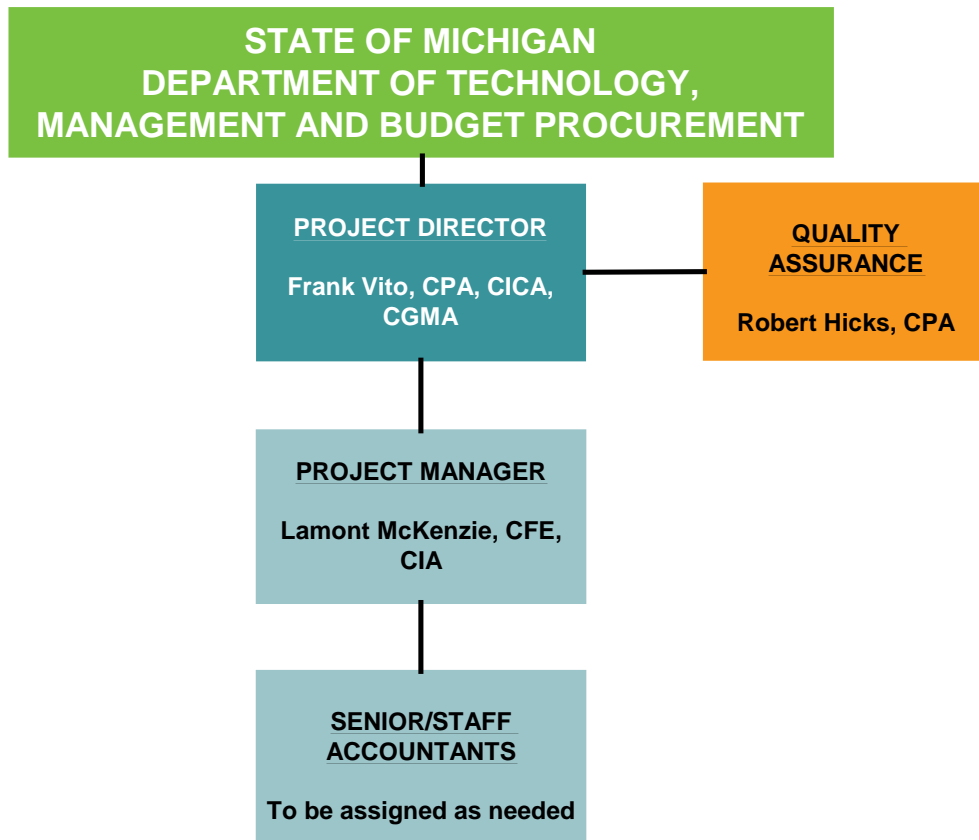 STATE OF MICHIGAN
DEPARTMENT OF TECHNOLOGY,
MANAGEMENT AND BUDGET PROCUREMENT
PROJECT DIRECTOR
Frank Vito, CPA, CICA,
CGMA
QUALITY
ASSURANCE
Robert Hicks, CPA
PROJECT MANAGER
Lamont McKenzie, CFE,
CIA
SENIOR/STAFF
ACCOUNTANTS
To be assigned as needed